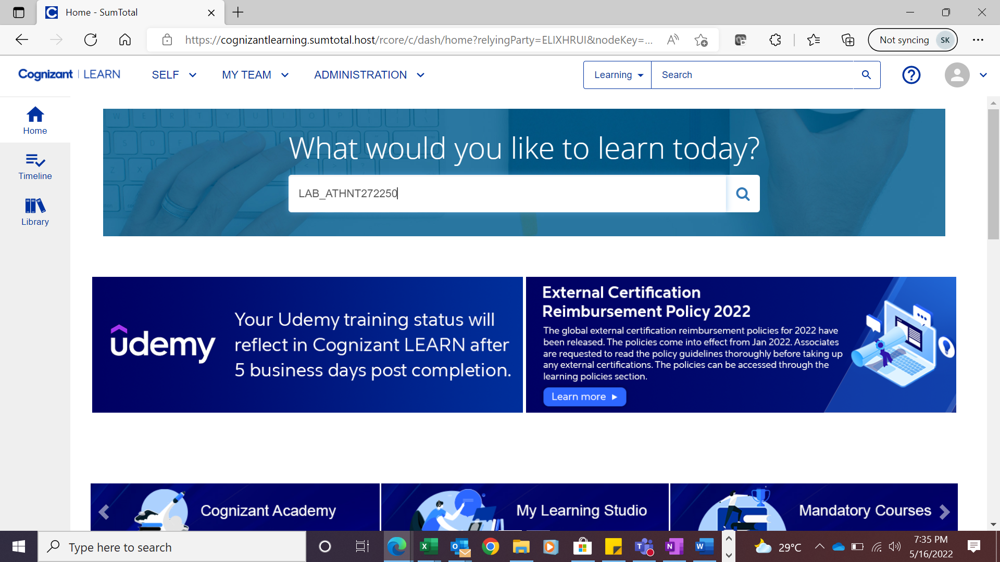 Home - SumTotal
https://cognizantlearning.sumtotal.host/rcore/c/dash/home?relyingParty=ELIXHRUI&nodeKey=...
Not syncing SK
Cognizant | LEARN
SELF
MY TEAM
ADMINISTRATION
Learning
Search
Home
Timeline
Library
What would you like to learn today?
LAB_ATHNT272250
udemy
Your Udemy training status will
reflect in Cognizant LEARN after
5 business days post completion.
External Certification
Reimbursement Policy 2022
The global external certification reimbursement policies for 2022 have
been released. The policies come into effect from Jan 2022. Associates
are requested to read the policy guidelines thoroughly before taking up
any external certifications. The policies can be accessed through the
learning policies section.
Learn more
Cognizant Academy
My Learning Studio
Mandatory Courses
Type here to search
29°C
7:35 PM
5/16/2022